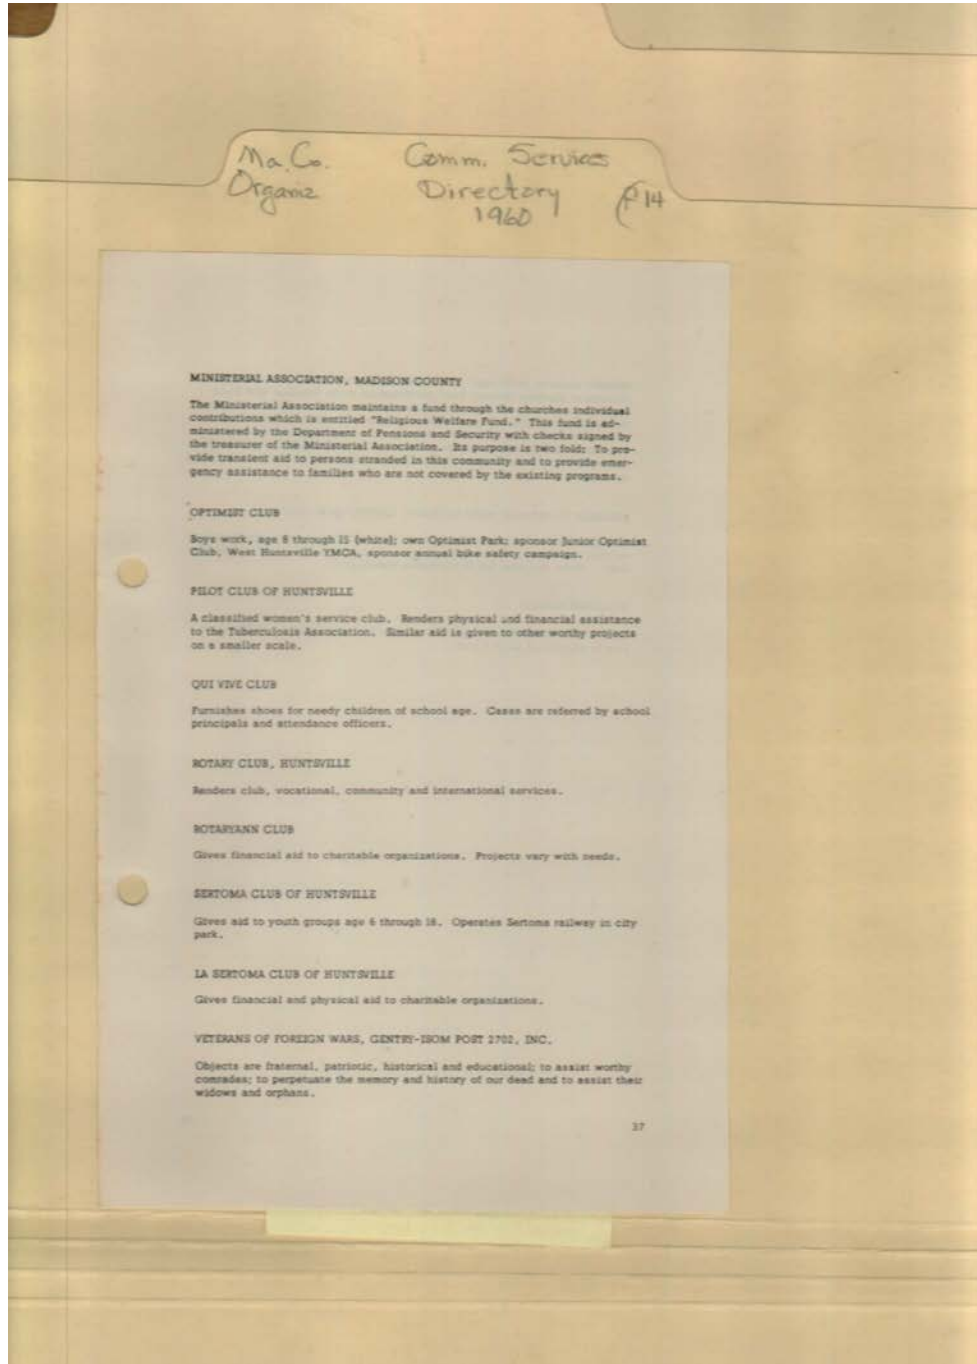 Ma. Co. Comm. Services
Organiz Directory
1960 p 14
MINISTERIAL ASSOCIATION, MADISON COUNTY
The Ministerial Association maintains a fund through the churches individual
contributions which is entitled "Religious Welfare Fund." This fund is ad-
ministered by the Department of Pensions and Security with checks signed by
the treasurer of the Ministerial Association. Its purpose is two fold: To pro-
vide transient aid to persons stranded in this community and to provide emer-
gency assistance to families who are not covered by the existing programs.
OPTIMIST CLUB
Boys work, age 8 through 15 (white); own Optimist Park; sponsor Junior Optimist
Club, West Huntsville YMCA, sponsor annual bike safety campaign.
PILOT CLUB OF HUNTSVILLE
A classified women's service club. Renders physical and financial assistance
to the Tuberculosis Association. Similar aid is given to other worthy projects
on a smaller scale.
QUI VIVE CLUB
Furnishes shoes for needy children of school age. Cases are referred by school
principals and attendance officers.
ROTARY CLUB, HUNTSVILLE
Renders club, vocational, community and international services.
ROTARYANN CLUB
Gives financial aid to charitable organizations. Projects vary with needs.
SERTOMA CLUB OF HUNTSVILLE
Gives aid to youth groups age 6 through 18. Operates Sertoma railway in city
park.
LA SERTOMA CLUB OF HUNTSVILLE
Gives financial and physical aid to charitable organizations.
VETERANS OF FOREIGN WARS, GENTRY-ISOM POST 2702, INC.
Objects are fraternal, patriotic, historical and educational; to assist worthy
comrades; to perpetuate the memory and history of our dead and to assist their
widows and orphans.
37